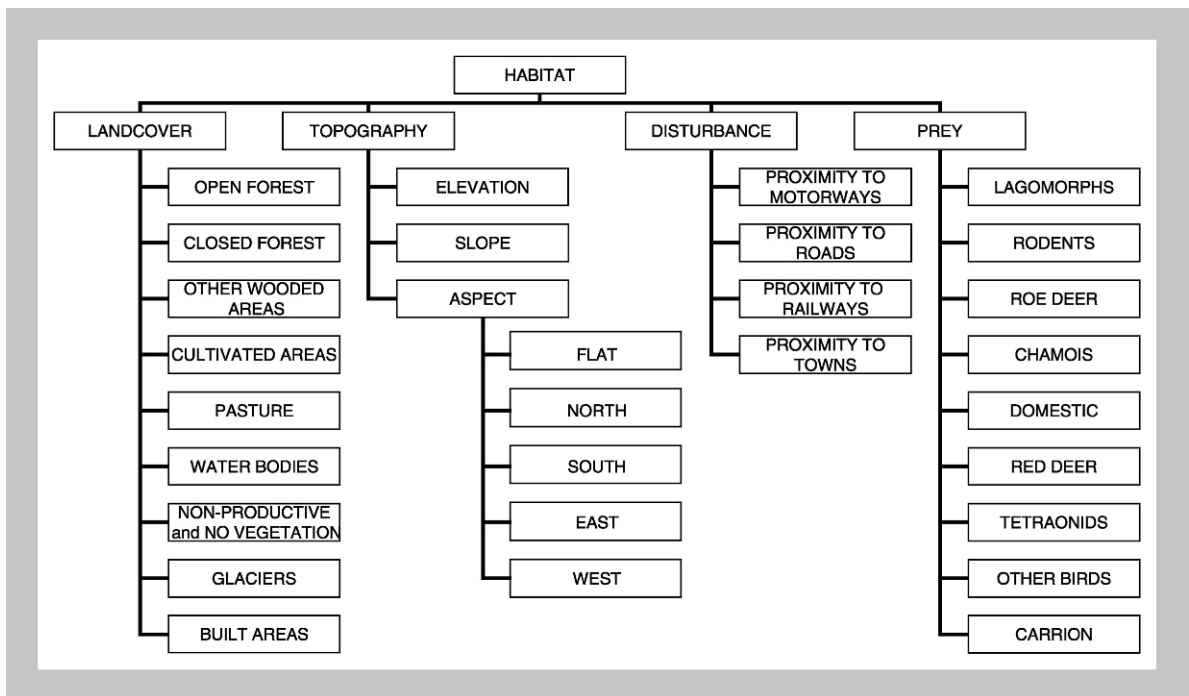 HABITAT
LANDCOVER
TOPOGRAPHY
DISTURBANCE
PREY
OPEN FOREST
CLOSED FOREST
OTHER WOODED
AREAS
CULTIVATED AREAS
PASTURE
WATER BODIES
NON-PRODUCTIVE
and NO VEGETATION
GLACIERS
BUILT AREAS
ELEVATION
SLOPE
ASPECT
FLAT
NORTH
SOUTH
EAST
WEST
PROXIMITY TO
MOTORWAYS
PROXIMITY TO
ROADS
PROXIMITY TO
RAILWAYS
PROXIMITY TO
TOWNS
LAGOMORPHS
RODENTS
ROE DEER
CHAMOIS
DOMESTIC
RED DEER
TETRAONIDS
OTHER BIRDS
CARRION